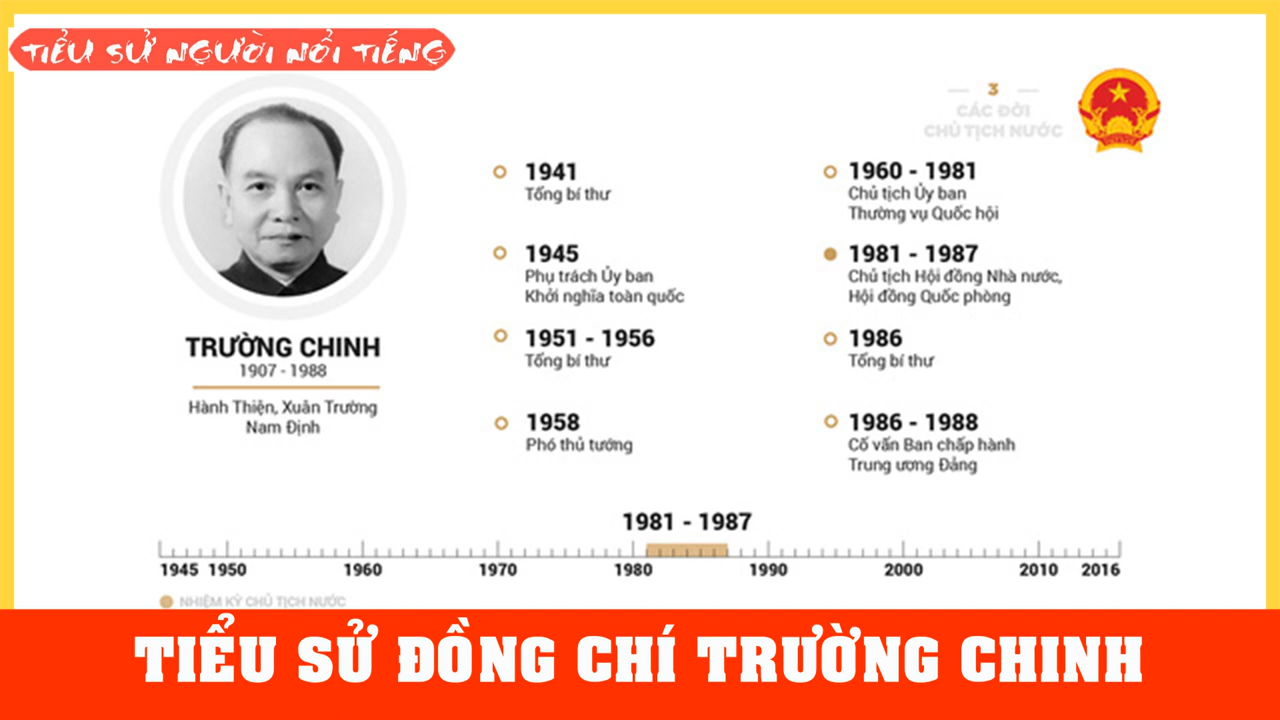 TIỂU SỬ NGƯỜI NỔI TIẾNG
3
CÁC ĐỜI
CHỦ TỊCH NƯỚC
TRƯỜNG CHINH
1907 - 1988
Hành Thiện, Xuân Trường
Nam Định
1941
Tổng bí thư
1945
Phụ trách Ủy ban
Khởi nghĩa toàn quốc
1951 - 1956
Tổng bí thư
1958
Phó thủ tướng
1960 - 1981
Chủ tịch Ủy ban
Thường vụ Quốc hội
1981 - 1987
Chủ tịch Hội đồng Nhà nước,
Hội đồng Quốc phòng
1986
Tổng bí thư
1986 - 1988
Cố vấn Ban chấp hành
Trung ương Đảng
1981 - 1987
1945 1950 1960 1970 1980 1990 2000 2010 2016
NHIỆM KỲ CHỦ TỊCH NƯỚC
TIỂU SỬ ĐỒNG CHÍ TRƯỜNG CHINH